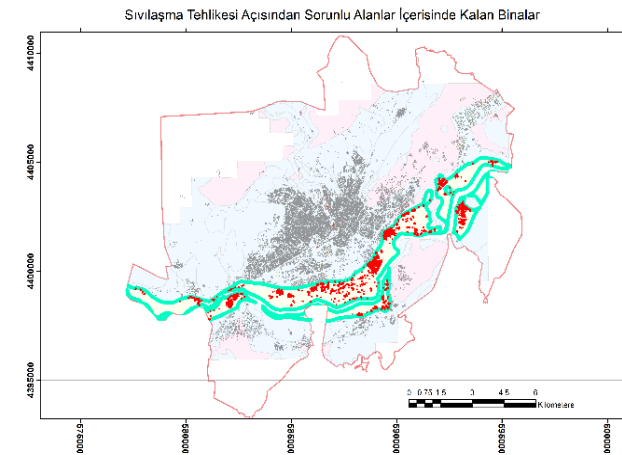 Sıvılaşma Tehlikesi Açısından Sorunlu Alanlar İçerisinde Kalan Binalar
4410000
4405000
4400000
4395000
0 0.75 1.5 3 4.5 6
Kilometers